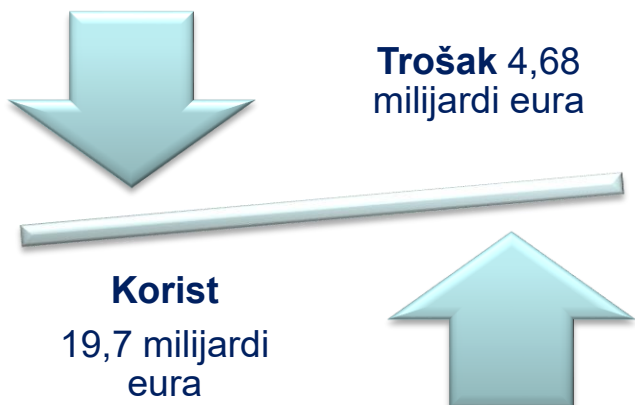 Trošak 4,68
milijardi eura
Korist
19,7 milijardi
eura